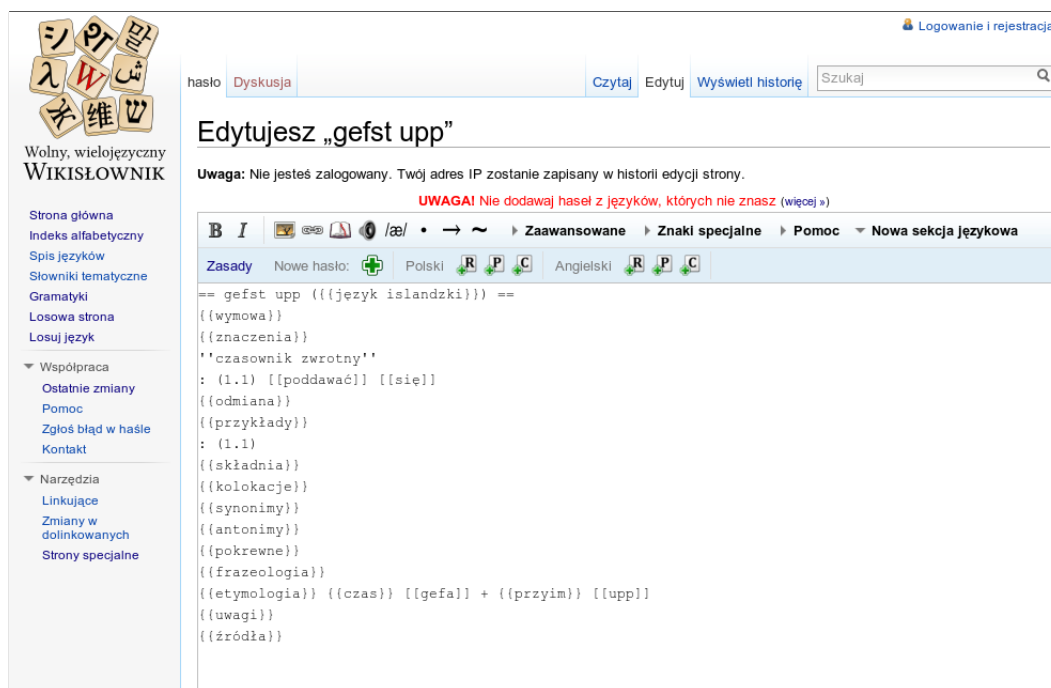 Logowanie i rejestracja
hasło Dyskusja Czytaj Edytuj Wyświetl historię Szukaj
Wolny, wielojęzyczny
WIKISŁOWNIK
Edytujesz „gefst upp”
Uwaga: Nie jesteś zalogowany. Twój adres IP zostanie zapisany w historii edycji strony.
UWAGA! Nie dodawaj haseł z języków, których nie znasz (więcej »)
Strona główna
Indeks alfabetyczny
Spis języków
Słowniki tematyczne
Gramatyki
Losowa strona
Losuj język
Współpraca
Ostatnie zmiany
Pomoc
Zgłoś błąd w haśle
Kontakt
Narzędzia
Linkujące
Zmiany w
dolinkowanych
Strony specjalne
B I /æ/ • → ~ Zaawansowane Znaki specjalne Pomoc Nowa sekcja językowa
Zasady Nowe hasło: Polski R P C Angielski R P C
== gefst upp ({{język islandzki}}) ==
{{wymowa}}
{{znaczenia}}
''czasownik zwrotny''
: (1.1) [[poddawać]] [[się]]
{{odmiana}}
{{przykłady}}
: (1.1)
{{składnia}}
{{kolokacje}}
{{synonimy}}
{{antonimy}}
{{pokrewne}}
{{frazeologia}}
{{etymologia}} {{czas}} [[gefa]] + {{przyim}} [[upp]]
{{uwagi}}
{{źródła}}